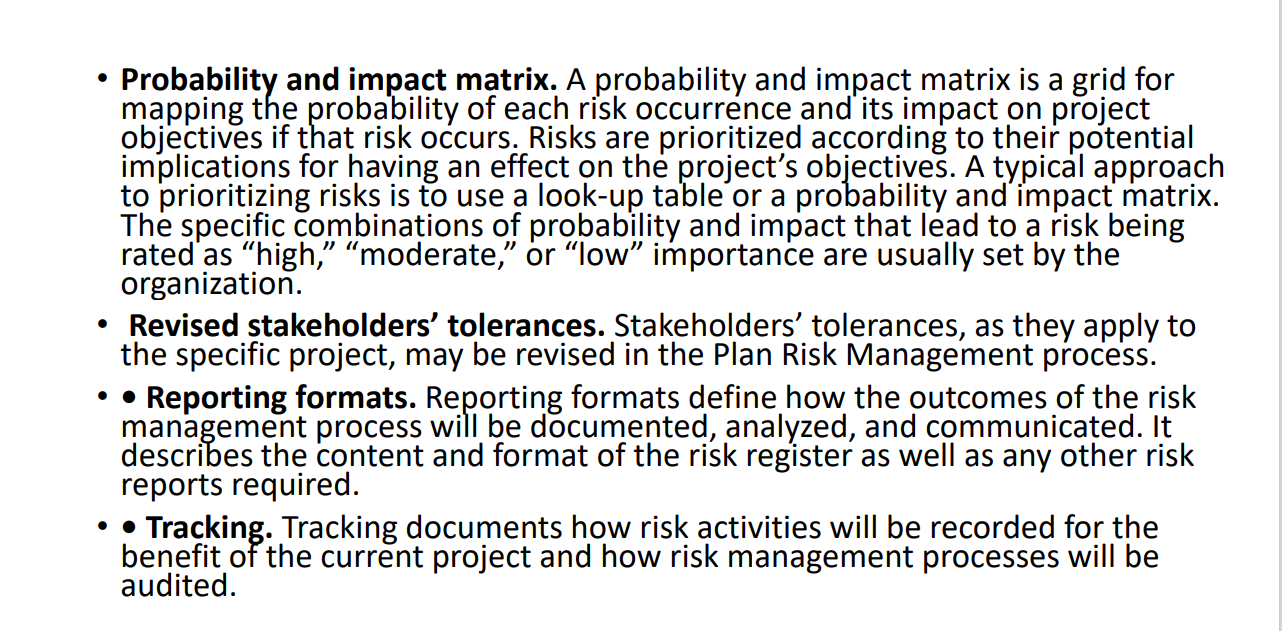 • Probability and impact matrix. A probability and impact matrix is a grid for
mapping the probability of each risk occurrence and its impact on project
objectives if that risk occurs. Risks are prioritized according to their potential
implications for having an effect on the project’s objectives. A typical approach
to prioritizing risks is to use a look-up table or a probability and impact matrix.
The specific combinations of probability and impact that lead to a risk being
rated as “high,” “moderate,” or “low” importance are usually set by the
organization.
• Revised stakeholders’ tolerances. Stakeholders’ tolerances, as they apply to
the specific project, may be revised in the Plan Risk Management process.
• • Reporting formats. Reporting formats define how the outcomes of the risk
management process will be documented, analyzed, and communicated. It
describes the content and format of the risk register as well as any other risk
reports required.
• • Tracking. Tracking documents how risk activities will be recorded for the
benefit of the current project and how risk management processes will be
audited.